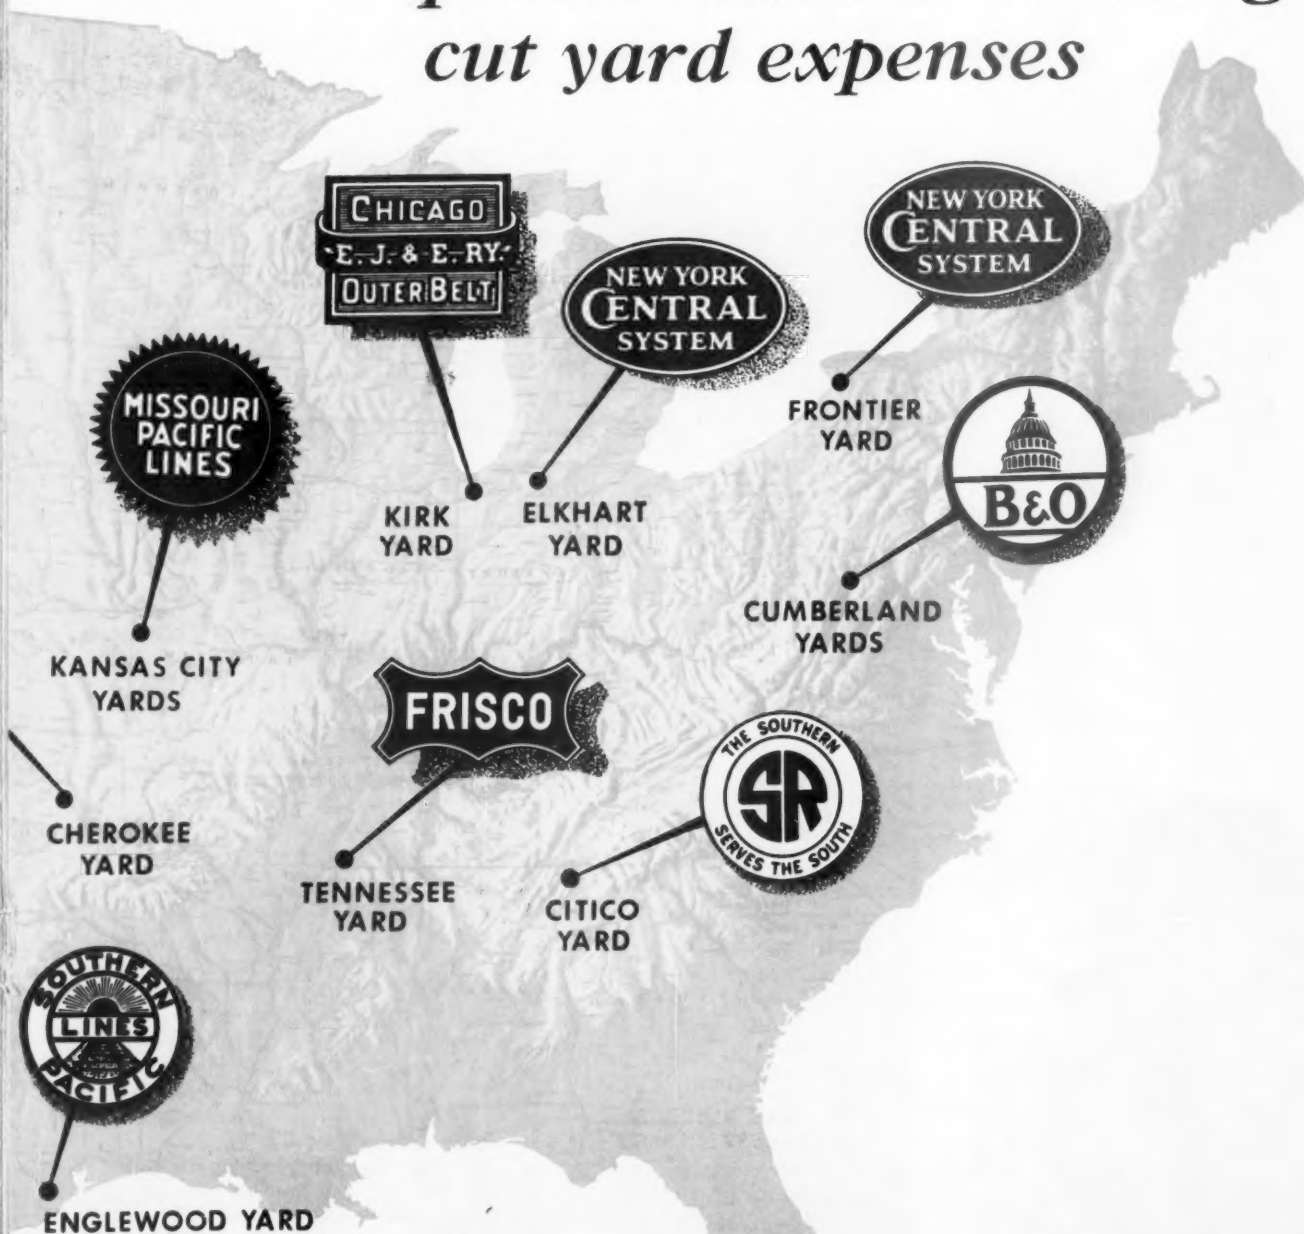 cut yard expenses
CHICAGO
E. J. & E. RY.
OUTER BELT
NEW YORK
CENTRAL
SYSTEM
NEW YORK
CENTRAL
SYSTEM
MISSOURI
PACIFIC
LINES
FRONTIER
YARD
B&O
KIRK
YARD
ELKHART
YARD
CUMBERLAND
YARDS
KANSAS CITY
YARDS
FRISCO
THE SOUTHERN
SR
SERVES THE SOUTH
CHEROKEE
YARD
TENNESSEE
YARD
CITICO
YARD
SOUTHERN
LINES
PACIFIC
ENGLEWOOD YARD